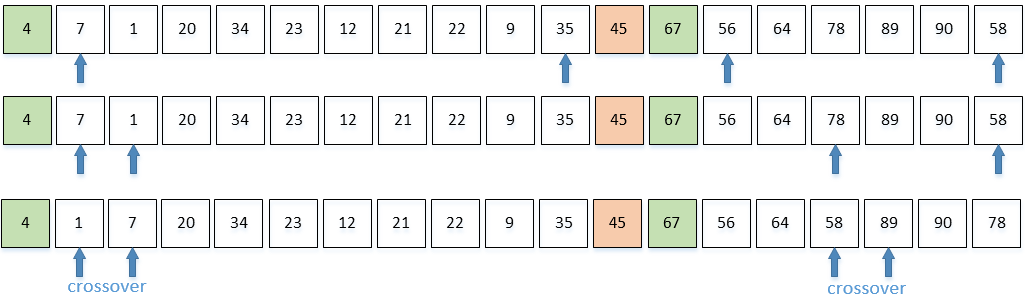 4 7 1 20 34 23 12 21 22 9 35 45 67 56 64 78 89 90 58
4 7 1 20 34 23 12 21 22 9 35 45 67 56 64 78 89 90 58
4 1 7 20 34 23 12 21 22 9 35 45 67 56 64 58 89 90 78
crossover crossover